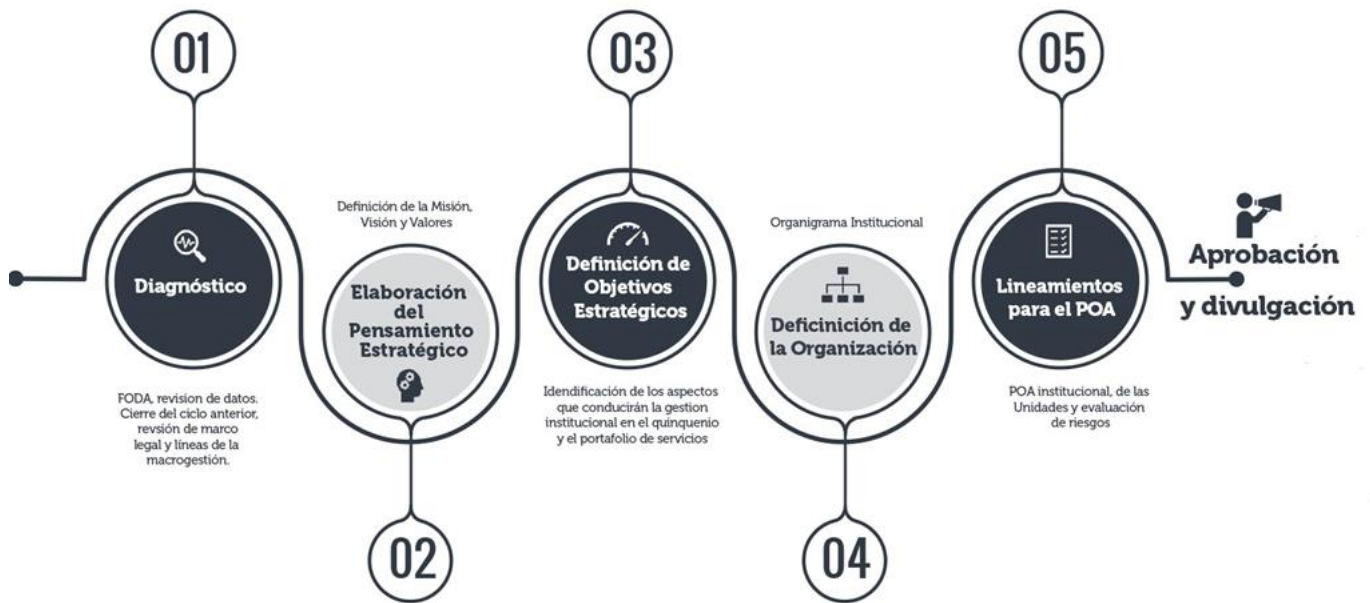 01
Diagnóstico
FODA, revision de datos.
Cierre del ciclo anterior,
revsión de marco
legal y líneas de la
macrogestión.
Definición de la Misión,
Visión y Valores
Elaboración
del
Pensamiento
Estratégico
02
03
Definición de
Objetivos
Estratégicos
Idendificación de los aspectos
que conducirán la gestion
institucional en el quinquenio
y el portafolio de servicios
Organigrama Institucional
Deficinición de
la Organización
04
05
Lineamientos
para el POA
POA institucional, de las
Unidades y evaluación
de riesgos
Aprobación
y divulgación